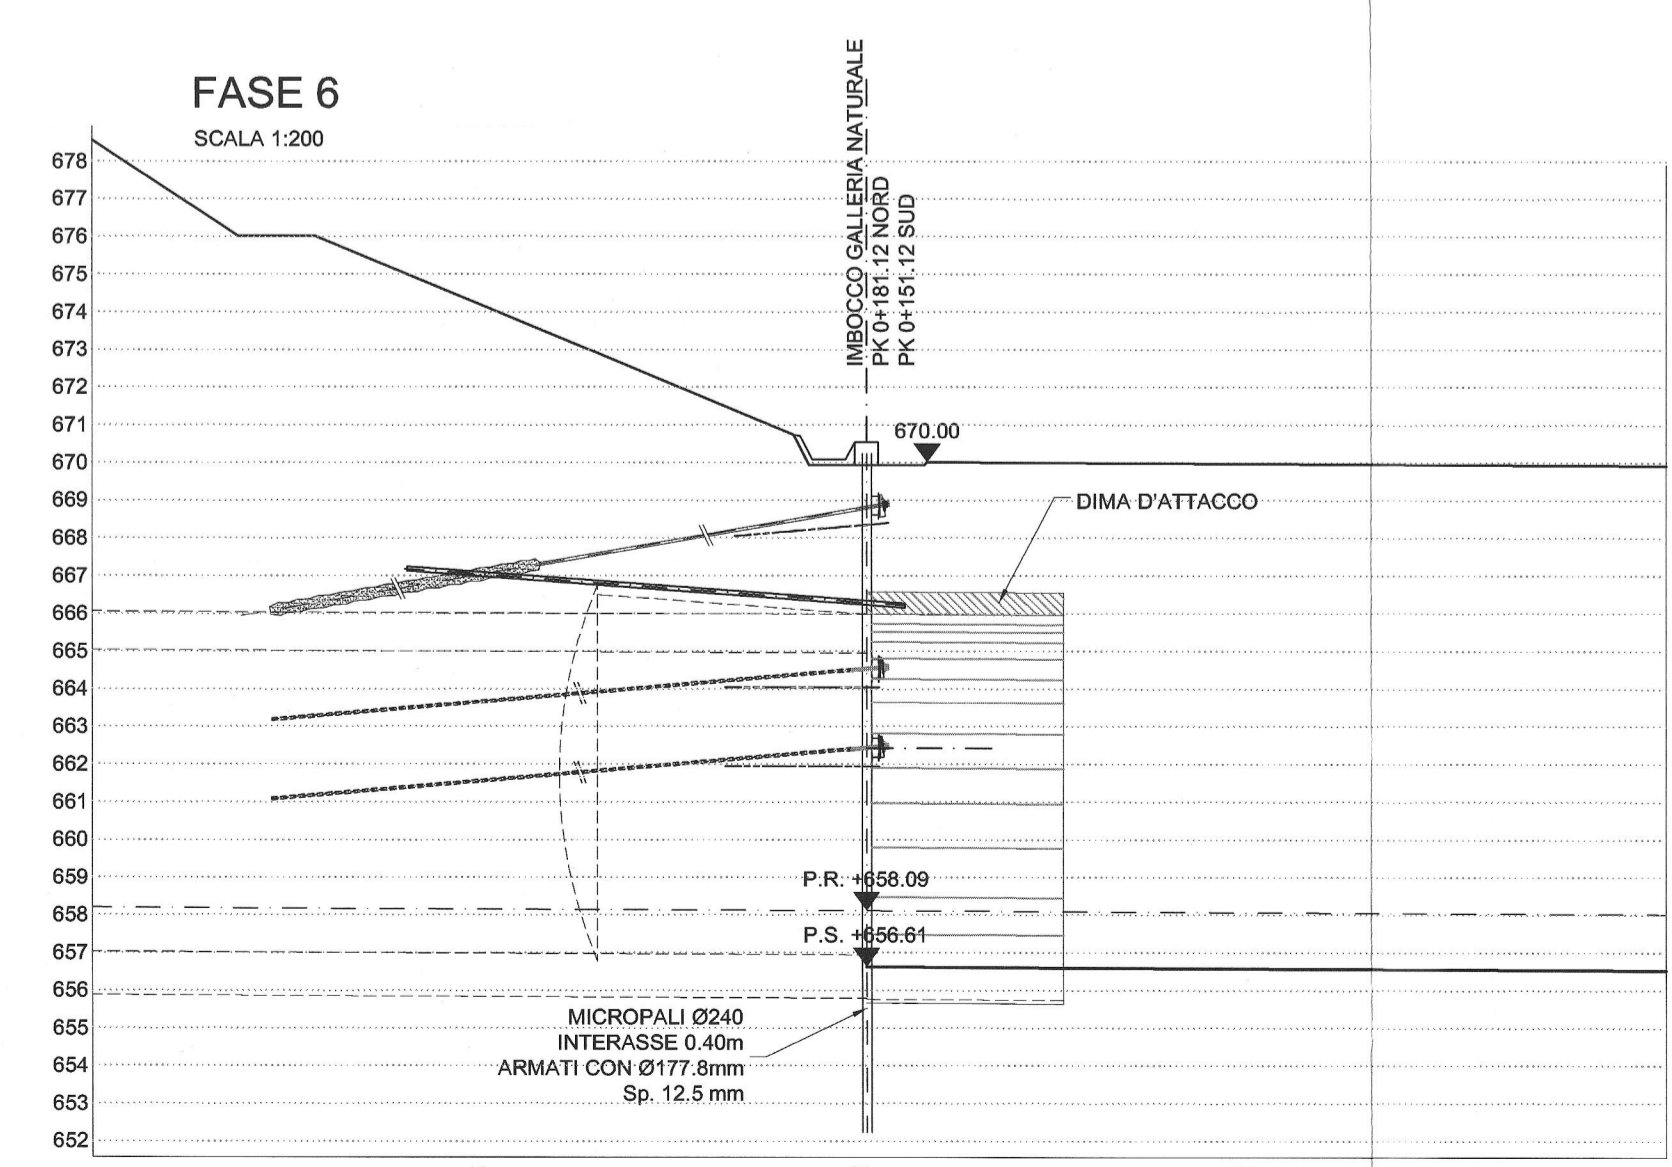 FASE 6
SCALA 1:200
IMBOCCO GALLERIA NATURALE
PK 0+181.12 NORD
PK 0+151.12 SUD
678
677
676
675
674
673
672
671
670
669
668
667
666
665
664
663
662
661
660
659
658
657
656
655
654
653
652
670.00
DIMA D'ATTACCO
P.R. +658.09
P.S. +656.61
MICROPALI Ø240
INTERASSE 0.40m
ARMATI CON Ø177.8mm
Sp. 12.5 mm